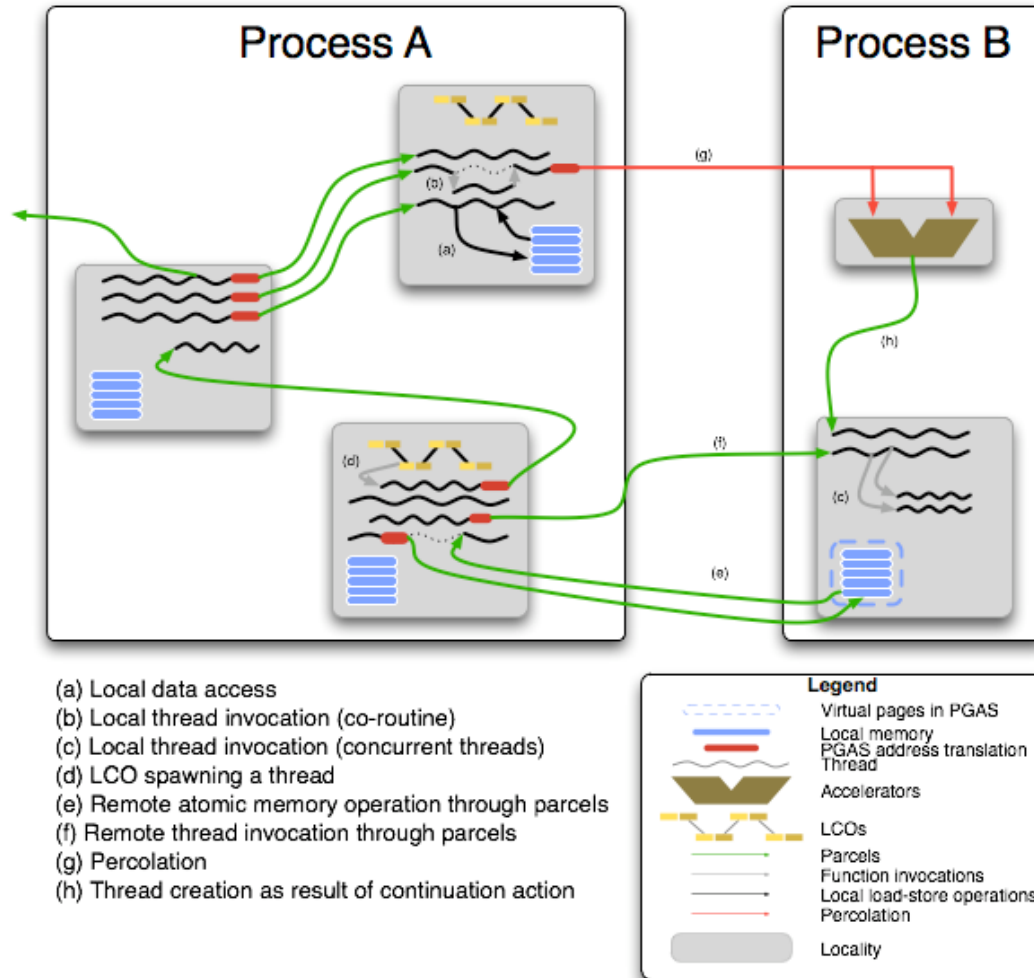 Process A
Process B
(g)
(b)
(a)
(h)
(d)
(f)
(c)
(e)
(a) Local data access
(b) Local thread invocation (co-routine)
(c) Local thread invocation (concurrent threads)
(d) LCO spawning a thread
(e) Remote atomic memory operation through parcels
(f) Remote thread invocation through parcels
(g) Percolation
(h) Thread creation as result of continuation action
Legend
Virtual pages in PGAS
Local memory
PGAS address translation
Thread
Accelerators
LCOs
Parcels
Function invocations
Local load-store operations
Percolation
Locality